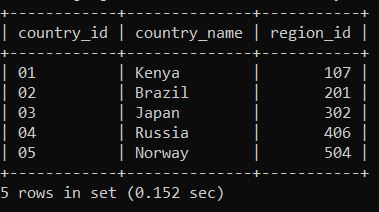 +------------+--------------+-----------+
| country_id | country_name | region_id |
+------------+--------------+-----------+
| 01         | Kenya        |       107 |
| 02         | Brazil       |       201 |
| 03         | Japan        |       302 |
| 04         | Russia       |       406 |
| 05         | Norway       |       504 |
+------------+--------------+-----------+
5 rows in set (0.152 sec)